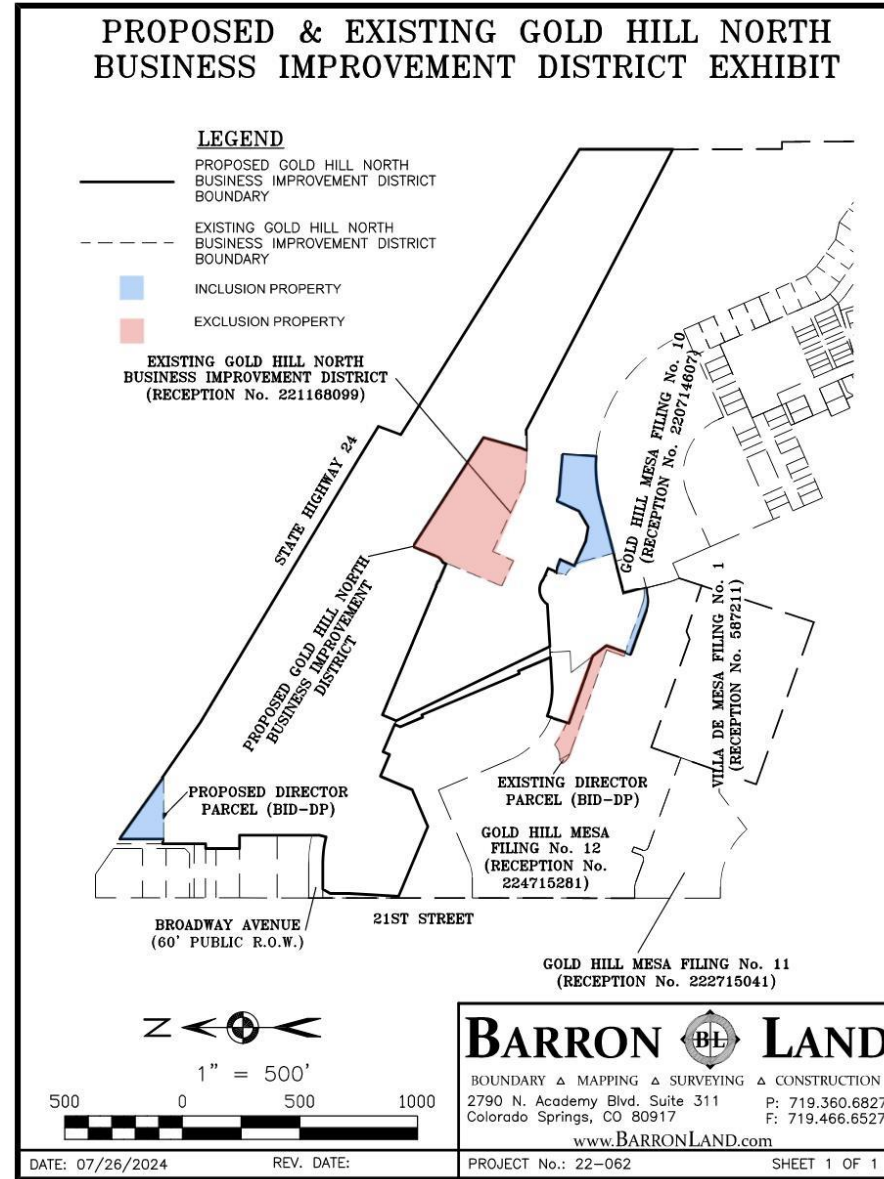 PROPOSED & EXISTING GOLD HILL NORTH
BUSINESS IMPROVEMENT DISTRICT EXHIBIT
LEGEND
PROPOSED GOLD HILL NORTH
BUSINESS IMPROVEMENT DISTRICT
BOUNDARY
EXISTING GOLD HILL NORTH
BUSINESS IMPROVEMENT DISTRICT
BOUNDARY
INCLUSION PROPERTY
EXCLUSION PROPERTY
EXISTING GOLD HILL NORTH
BUSINESS IMPROVEMENT DISTRICT
(RECEPTION No. 221168099)
STATE HIGHWAY 24
GOLD HILL MESA FILING No. 10
(RECEPTION No. 220714607)
PROPOSED GOLD HILL NORTH
BUSINESS IMPROVEMENT
DISTRICT
VILLA DE MESA FILING No. 1
(RECEPTION No. 587211)
PROPOSED DIRECTOR
PARCEL (BID-DP)
EXISTING DIRECTOR
PARCEL (BID-DP)
GOLD HILL MESA
FILING No. 12
(RECEPTION No.
224715281)
BROADWAY AVENUE
(60' PUBLIC R.O.W.)
21ST STREET
GOLD HILL MESA FILING No. 11
(RECEPTION No. 222715041)
N
1" = 500'
500 0 500 1000
BARRON BL LAND
BOUNDARY △ MAPPING △ SURVEYING △ CONSTRUCTION
2790 N. Academy Blvd. Suite 311
Colorado Springs, CO 80917
P: 719.360.6827
F: 719.466.6527
www.BARRONLAND.com
DATE: 07/26/2024 REV. DATE:
PROJECT No.: 22-062 SHEET 1 OF 1